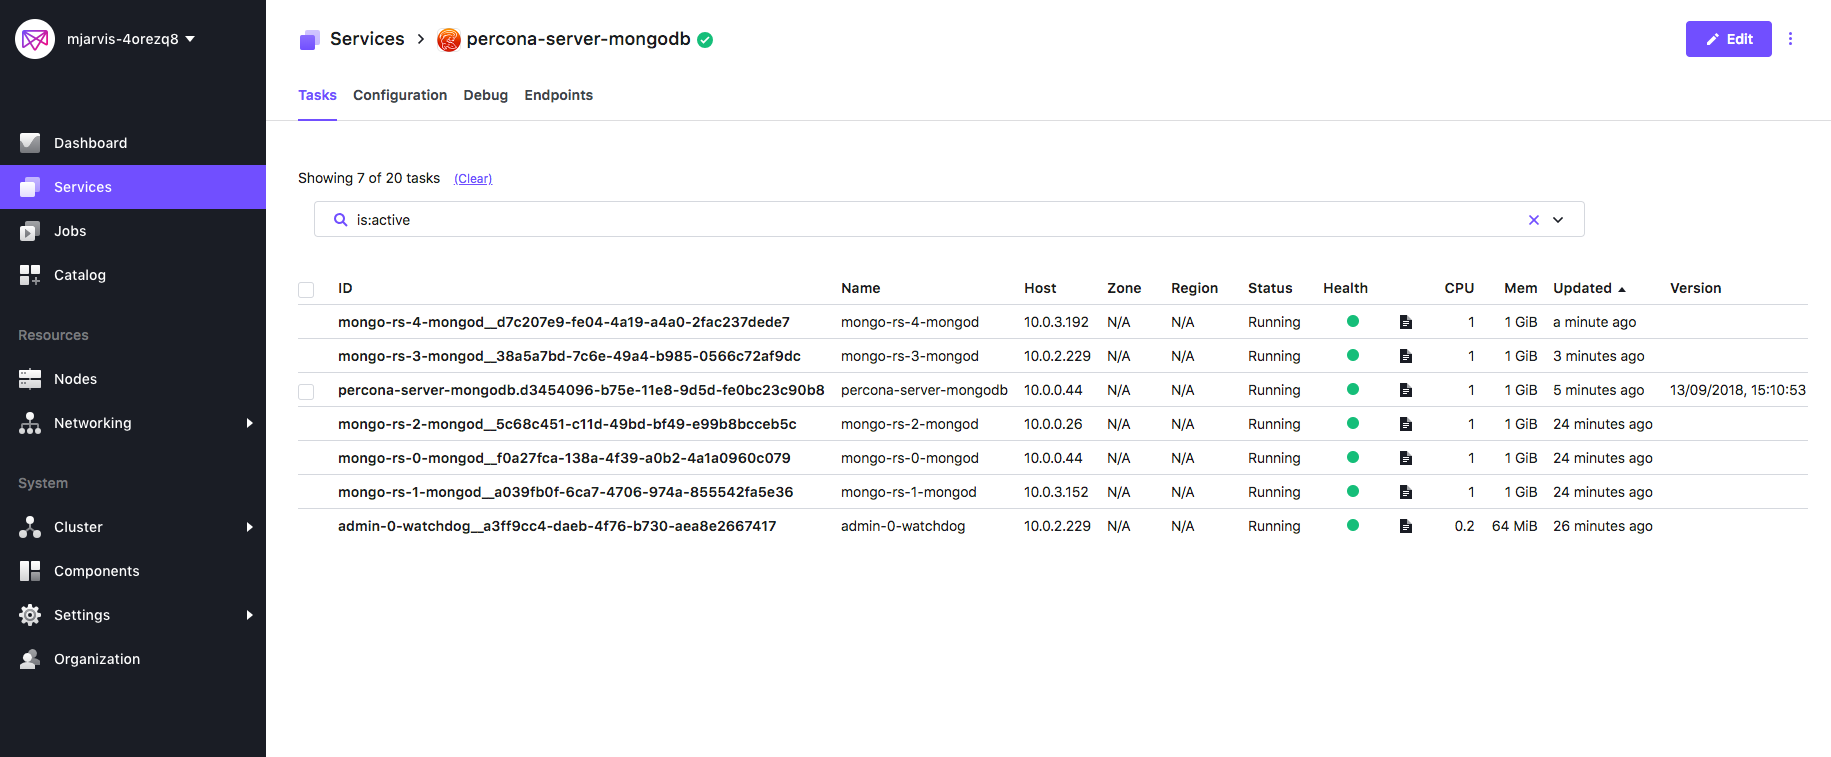 mjarvis-4orezq8
Dashboard
Services
Jobs
Catalog
Resources
Nodes
Networking
System
Cluster
Components
Settings
Organization
Services > percona-server-mongodb
Edit
Tasks Configuration Debug Endpoints
Showing 7 of 20 tasks (Clear)
is:active
ID Name Host Zone Region Status Health CPU Mem Updated Version
mongo-rs-4-mongod__d7c207e9-fe04-4a19-a4a0-2fac237dede7 mongo-rs-4-mongod 10.0.3.192 N/A N/A Running 1 1 GiB a minute ago
mongo-rs-3-mongod__38a5a7bd-7c6e-49a4-b985-0566c72af9dc mongo-rs-3-mongod 10.0.2.229 N/A N/A Running 1 1 GiB 3 minutes ago
percona-server-mongodb.d3454096-b75e-11e8-9d5d-fe0bc23c90b8 percona-server-mongodb 10.0.0.44 N/A N/A Running 1 1 GiB 5 minutes ago 13/09/2018, 15:10:53
mongo-rs-2-mongod__5c68c451-c11d-49bd-bf49-e99b8bcceb5c mongo-rs-2-mongod 10.0.0.26 N/A N/A Running 1 1 GiB 24 minutes ago
mongo-rs-0-mongod__f0a27fca-138a-4f39-a0b2-4a1a0960c079 mongo-rs-0-mongod 10.0.0.44 N/A N/A Running 1 1 GiB 24 minutes ago
mongo-rs-1-mongod__a039fb0f-6ca7-4706-974a-855542fa5e36 mongo-rs-1-mongod 10.0.3.152 N/A N/A Running 1 1 GiB 24 minutes ago
admin-0-watchdog__a3ff9cc4-daeb-4f76-b730-aea8e2667417 admin-0-watchdog 10.0.2.229 N/A N/A Running 0.2 64 MiB 26 minutes ago